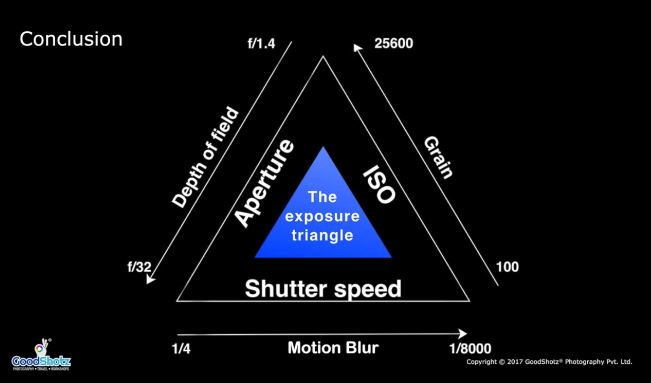 Conclusion
f/1.4
25600
Depth of field
Aperture
ISO
Grain
The
exposure
triangle
f/32
100
Shutter speed
1/4
Motion Blur
1/8000
GoodShotz
PHOTOGRAPHY • TRAVEL • WORKSHOPS
Copyright © 2017 GoodShotz® Photography Pvt. Ltd.